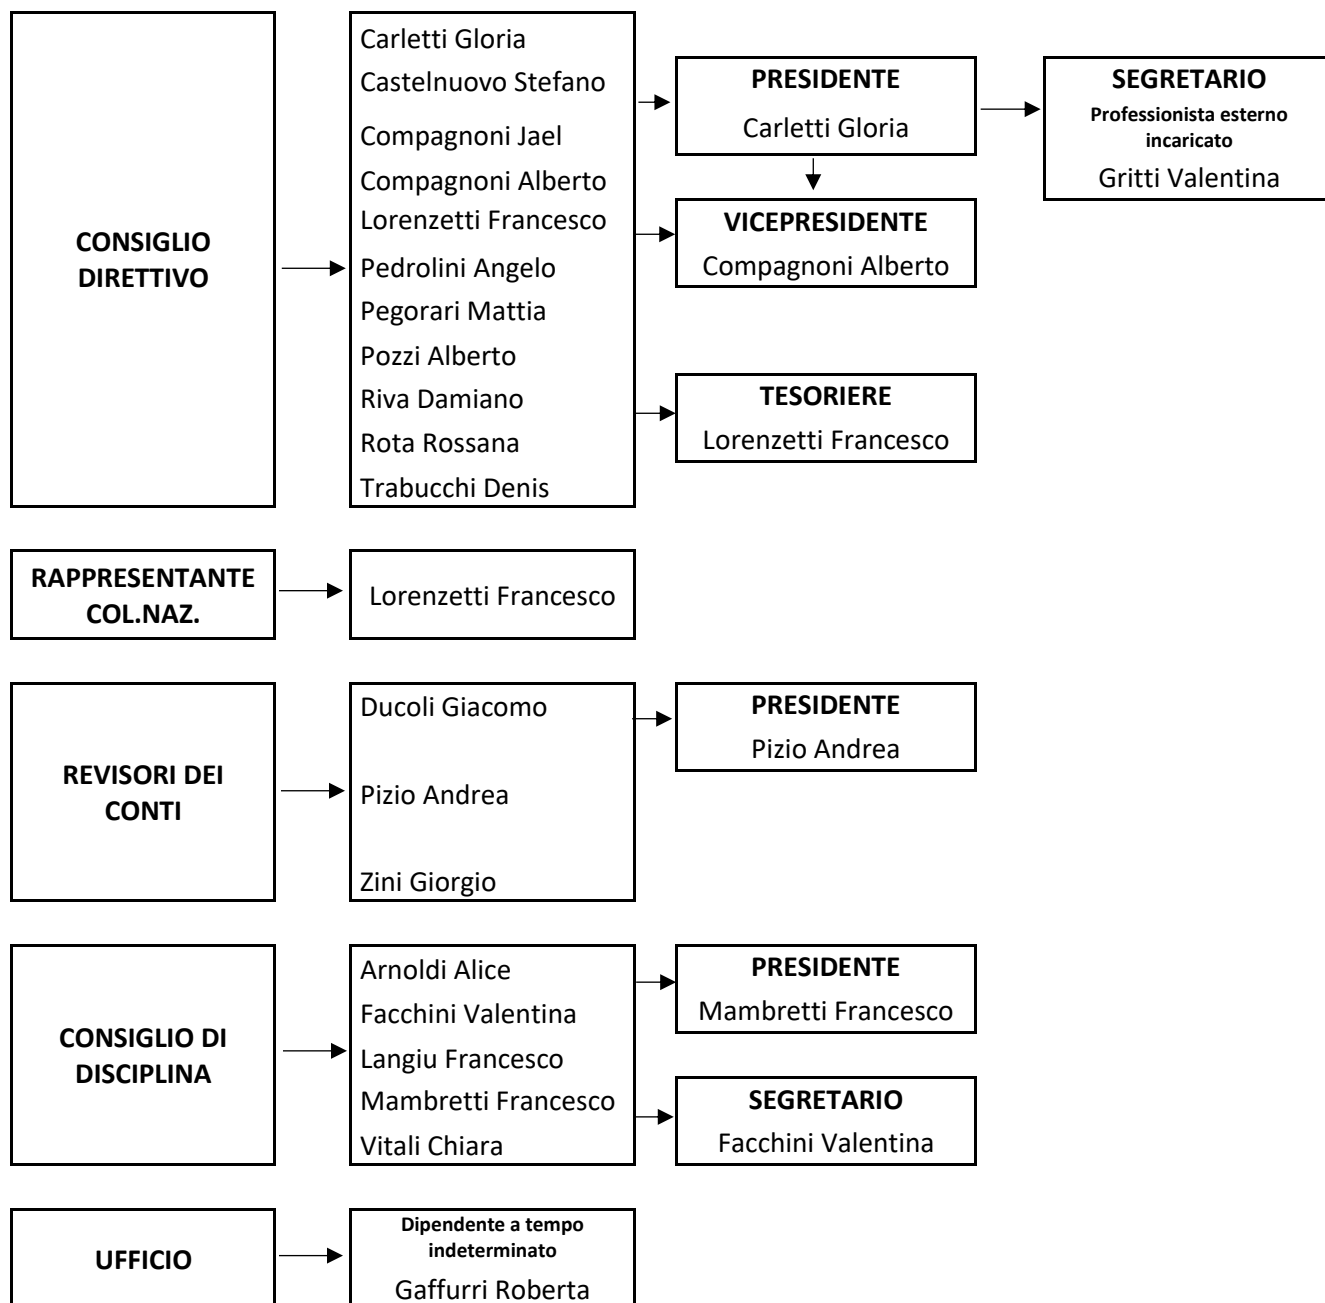 CONSIGLIO
DIRETTIVO
Carletti Gloria
Castelnuovo Stefano
Compagnoni Jael
Compagnoni Alberto
Lorenzetti Francesco
Pedrolini Angelo
Pegorari Mattia
Pozzi Alberto
Riva Damiano
Rota Rossana
Trabucchi Denis
PRESIDENTE
Carletti Gloria
SEGRETARIO
Professionista esterno
incaricato
Gritti Valentina
VICEPRESIDENTE
Compagnoni Alberto
TESORIERE
Lorenzetti Francesco
RAPPRESENTANTE
COL.NAZ.
Lorenzetti Francesco
REVISORI DEI
CONTI
Ducoli Giacomo
Pizio Andrea
Zini Giorgio
PRESIDENTE
Pizio Andrea
CONSIGLIO DI
DISCIPLINA
Arnoldi Alice
Facchini Valentina
Langiu Francesco
Mambretti Francesco
Vitali Chiara
PRESIDENTE
Mambretti Francesco
SEGRETARIO
Facchini Valentina
UFFICIO
Dipendente a tempo
indeterminato
Gaffurri Roberta